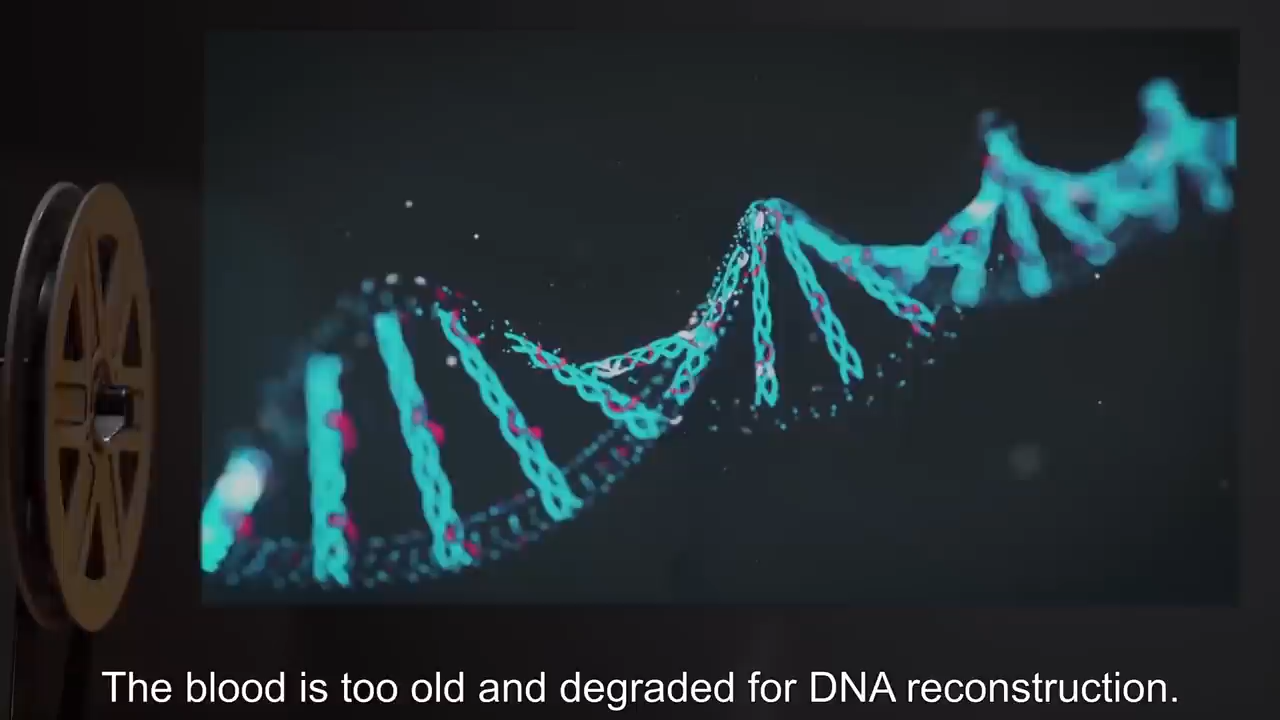 The blood is too old and degraded for DNA reconstruction.